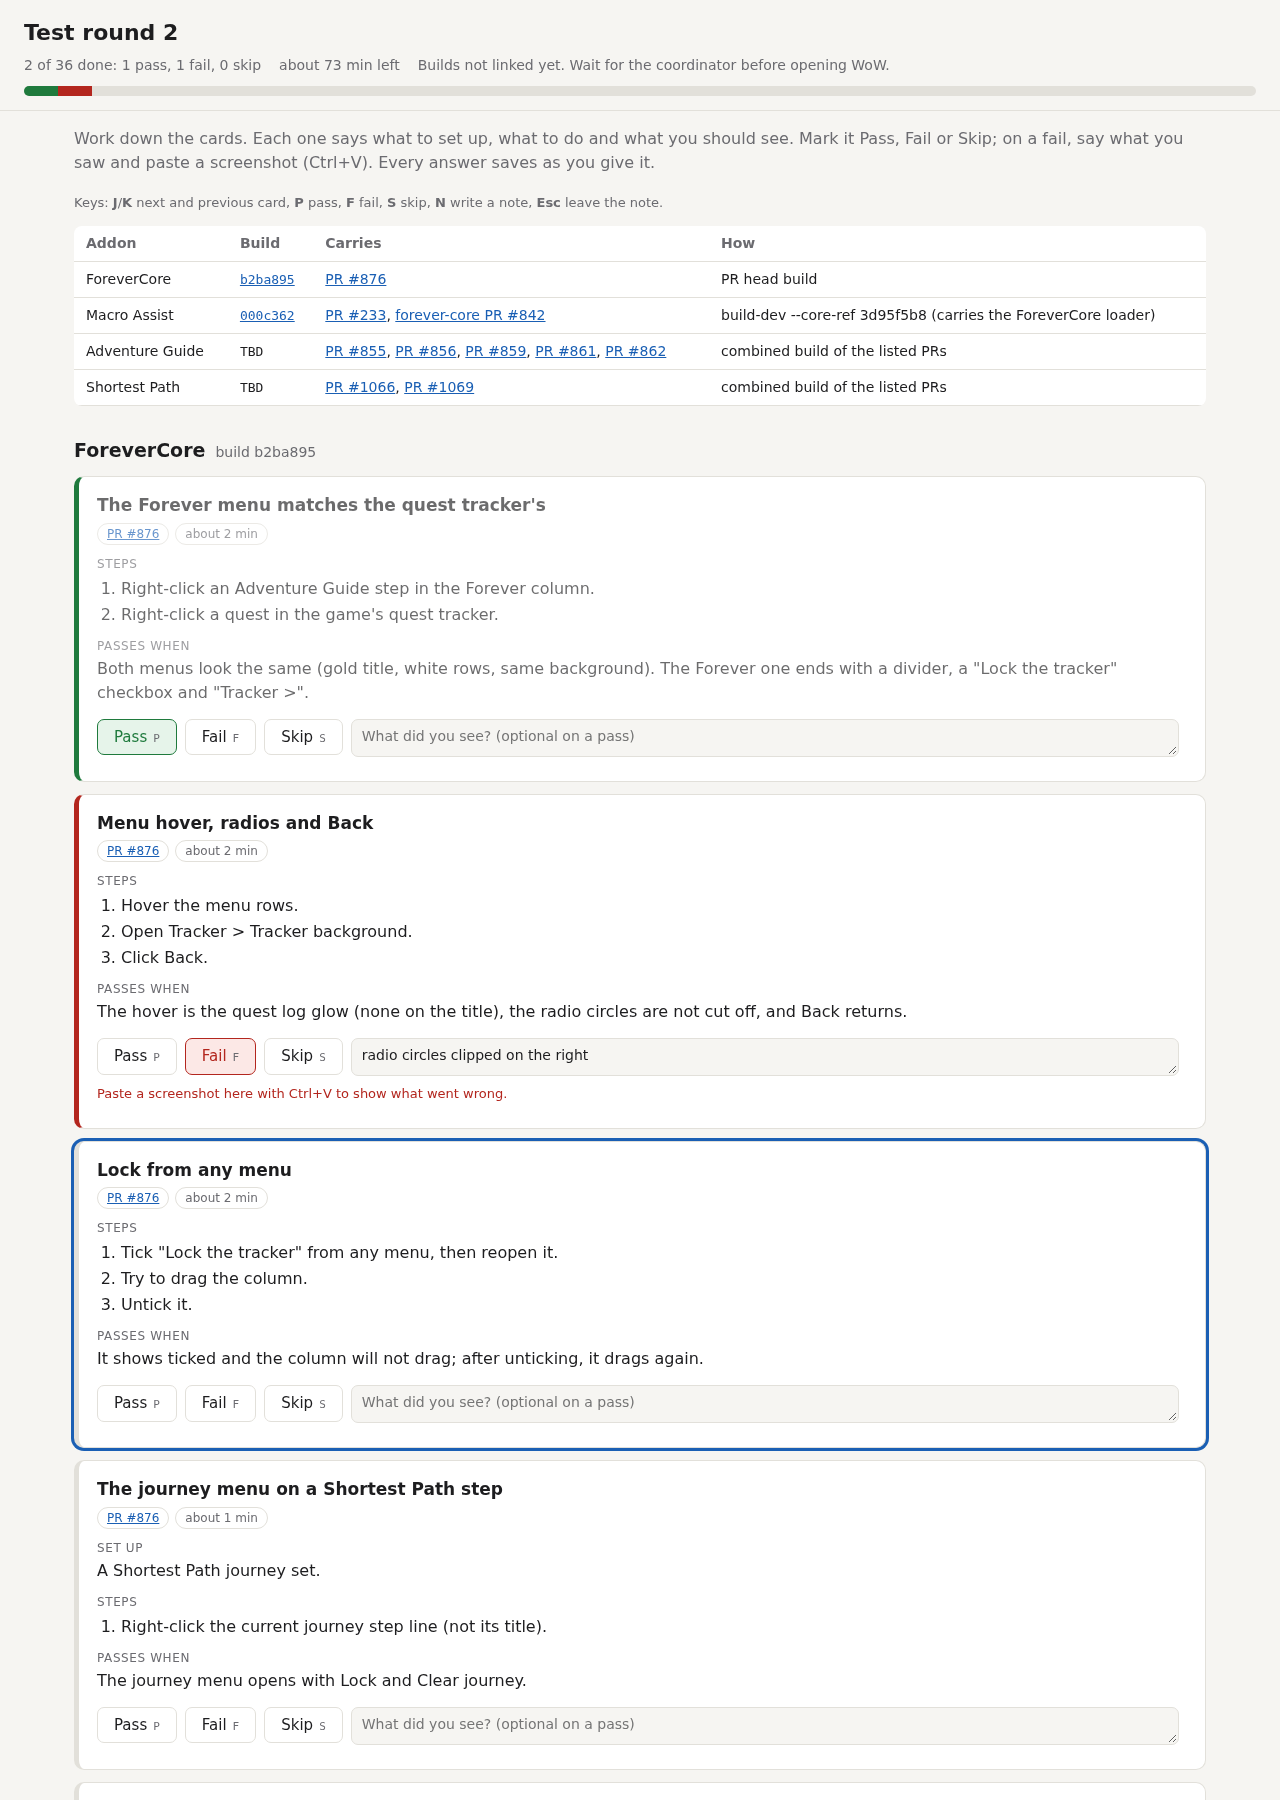 Test round 2
2 of 36 done: 1 pass, 1 fail, 0 skip about 73 min left Builds not linked yet. Wait for the coordinator before opening WoW.
Work down the cards. Each one says what to set up, what to do and what you should see. Mark it Pass, Fail or Skip; on a fail, say what you
saw and paste a screenshot (Ctrl+V). Every answer saves as you give it.
Keys: J/K next and previous card, P pass, F fail, S skip, N write a note, Esc leave the note.
Addon Build Carries How
ForeverCore b2ba895 PR #876 PR head build
Macro Assist 000c362 PR #233, forever-core PR #842 build-dev --core-ref 3d95f5b8 (carries the ForeverCore loader)
Adventure Guide TBD PR #855, PR #856, PR #859, PR #861, PR #862 combined build of the listed PRs
Shortest Path TBD PR #1066, PR #1069 combined build of the listed PRs
ForeverCore build b2ba895
The Forever menu matches the quest tracker's
PR #876 about 2 min
STEPS
1. Right-click an Adventure Guide step in the Forever column.
2. Right-click a quest in the game's quest tracker.
PASSES WHEN
Both menus look the same (gold title, white rows, same background). The Forever one ends with a divider, a "Lock the tracker"
checkbox and "Tracker >".
Pass P Fail F Skip S What did you see? (optional on a pass)
Menu hover, radios and Back
PR #876 about 2 min
STEPS
1. Hover the menu rows.
2. Open Tracker > Tracker background.
3. Click Back.
PASSES WHEN
The hover is the quest log glow (none on the title), the radio circles are not cut off, and Back returns.
Pass P Fail F Skip S radio circles clipped on the right
Paste a screenshot here with Ctrl+V to show what went wrong.
Lock from any menu
PR #876 about 2 min
STEPS
1. Tick "Lock the tracker" from any menu, then reopen it.
2. Try to drag the column.
3. Untick it.
PASSES WHEN
It shows ticked and the column will not drag; after unticking, it drags again.
Pass P Fail F Skip S What did you see? (optional on a pass)
The journey menu on a Shortest Path step
PR #876 about 1 min
SET UP
A Shortest Path journey set.
STEPS
1. Right-click the current journey step line (not its title).
PASSES WHEN
The journey menu opens with Lock and Clear journey.
Pass P Fail F Skip S What did you see? (optional on a pass)